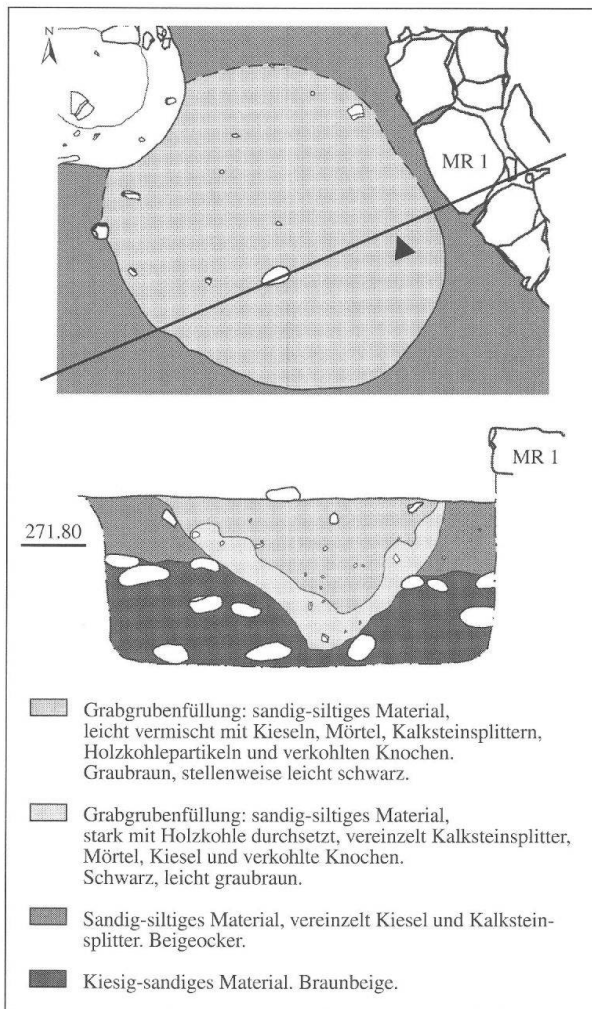 N
MR 1
MR 1
271.80
Grabgrubenfüllung: sandig-siltiges Material,
leicht vermischt mit Kieseln, Mörtel, Kalksteinsplittern,
Holzkohlepartikeln und verkohlten Knochen.
Graubraun, stellenweise leicht schwarz.
Grabgrubenfüllung: sandig-siltiges Material,
stark mit Holzkohle durchsetzt, vereinzelt Kalksteinsplitter,
Mörtel, Kiesel und verkohlte Knochen.
Schwarz, leicht graubraun.
Sandig-siltiges Material, vereinzelt Kiesel und Kalkstein-
splitter. Beigeocker.
Kiesig-sandiges Material. Braunbeige.